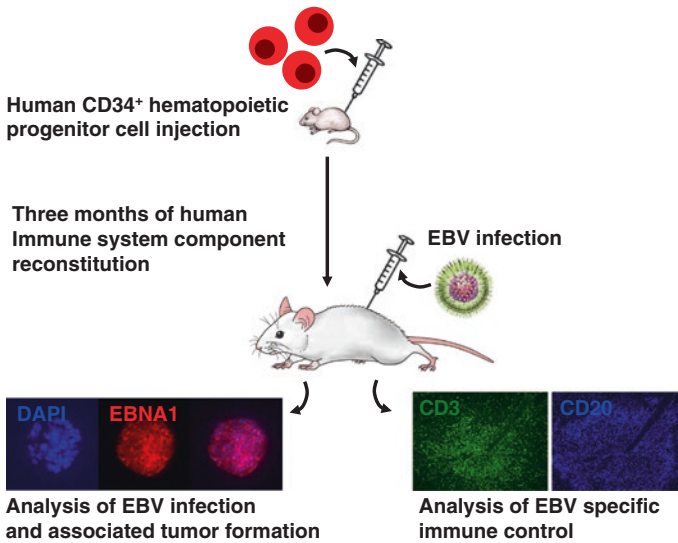 Human CD34⁺ hematopoietic
progenitor cell injection
Three months of human
Immune system component
reconstitution
EBV infection
DAPI
EBNA1
CD3
CD20
Analysis of EBV infection
and associated tumor formation
Analysis of EBV specific
immune control